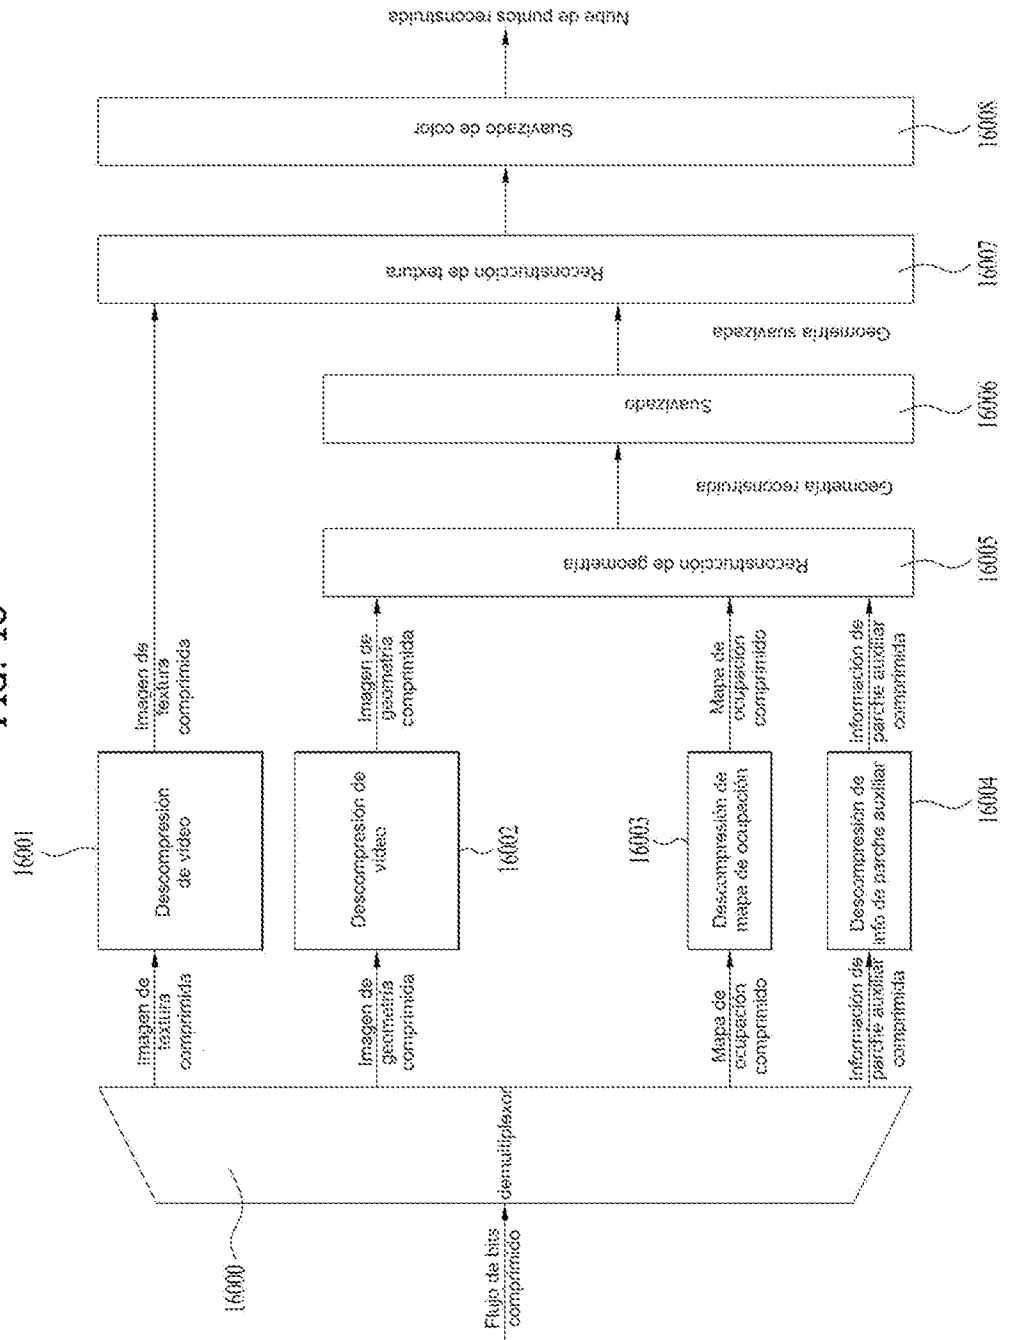 FIG. 16
16000
Flujo de bits
comprimido
demultiplexor
Imagen de
textura
comprimida
Imagen de
geometría
comprimida
Mapa de
ocupación
comprimido
Información de
parche auxiliar
comprimida
16001
Descompresión
de vídeo
Descompresión de
vídeo
16002
16003
Descompresión de
mapa de ocupación
Descompresión de
info de parche auxiliar
16004
Imagen de
textura
comprimida
Imagen de
geometría
comprimida
Mapa de
ocupación
comprimido
Información de
parche auxiliar
comprimida
Reconstrucción de geometría
16005
Geometría reconstruida
Suavizado
16006
Geometría suavizada
Reconstrucción de textura
16007
Suavizado de color
16008
Nube de puntos reconstruida